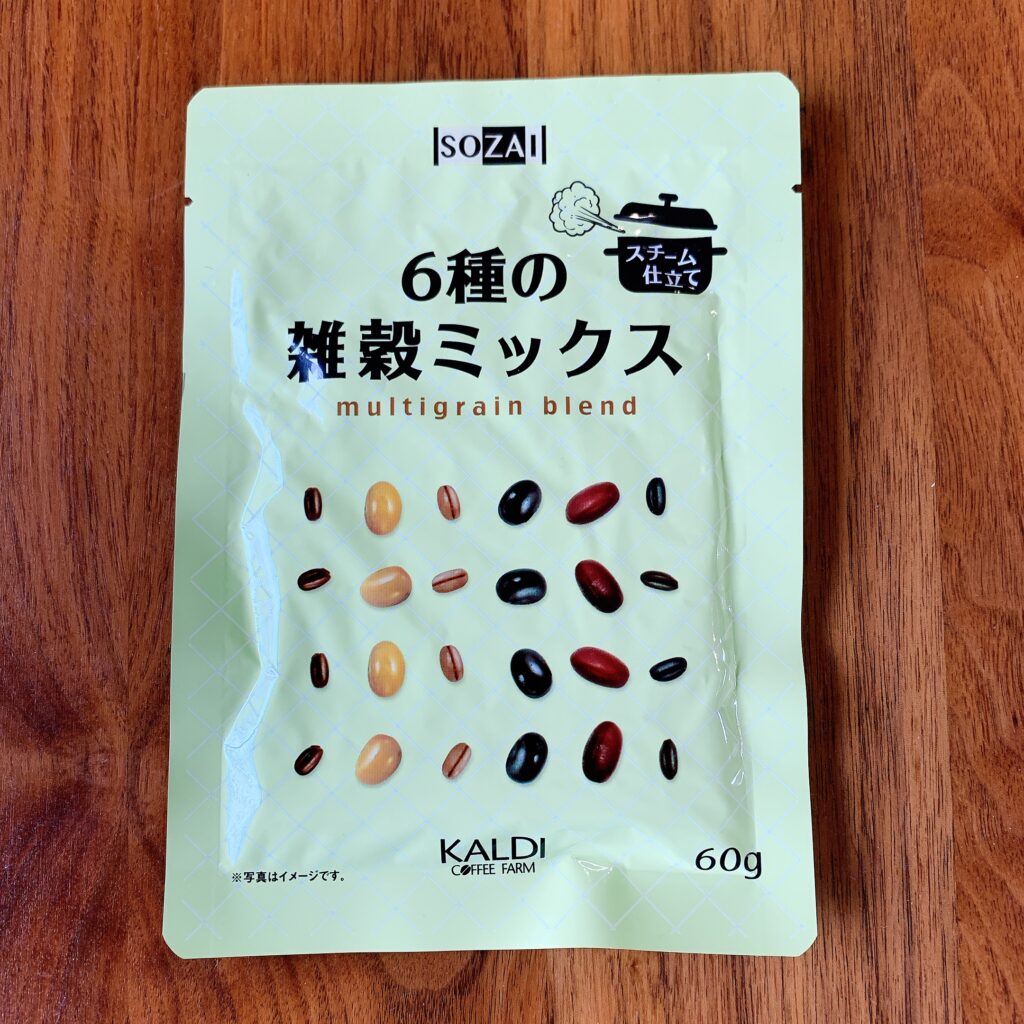 SOZAI
スチーム
仕立て
6種の
雑穀ミックス
multigrain blend
KALDI
COFFEE FARM
60g
※写真はイメージです。